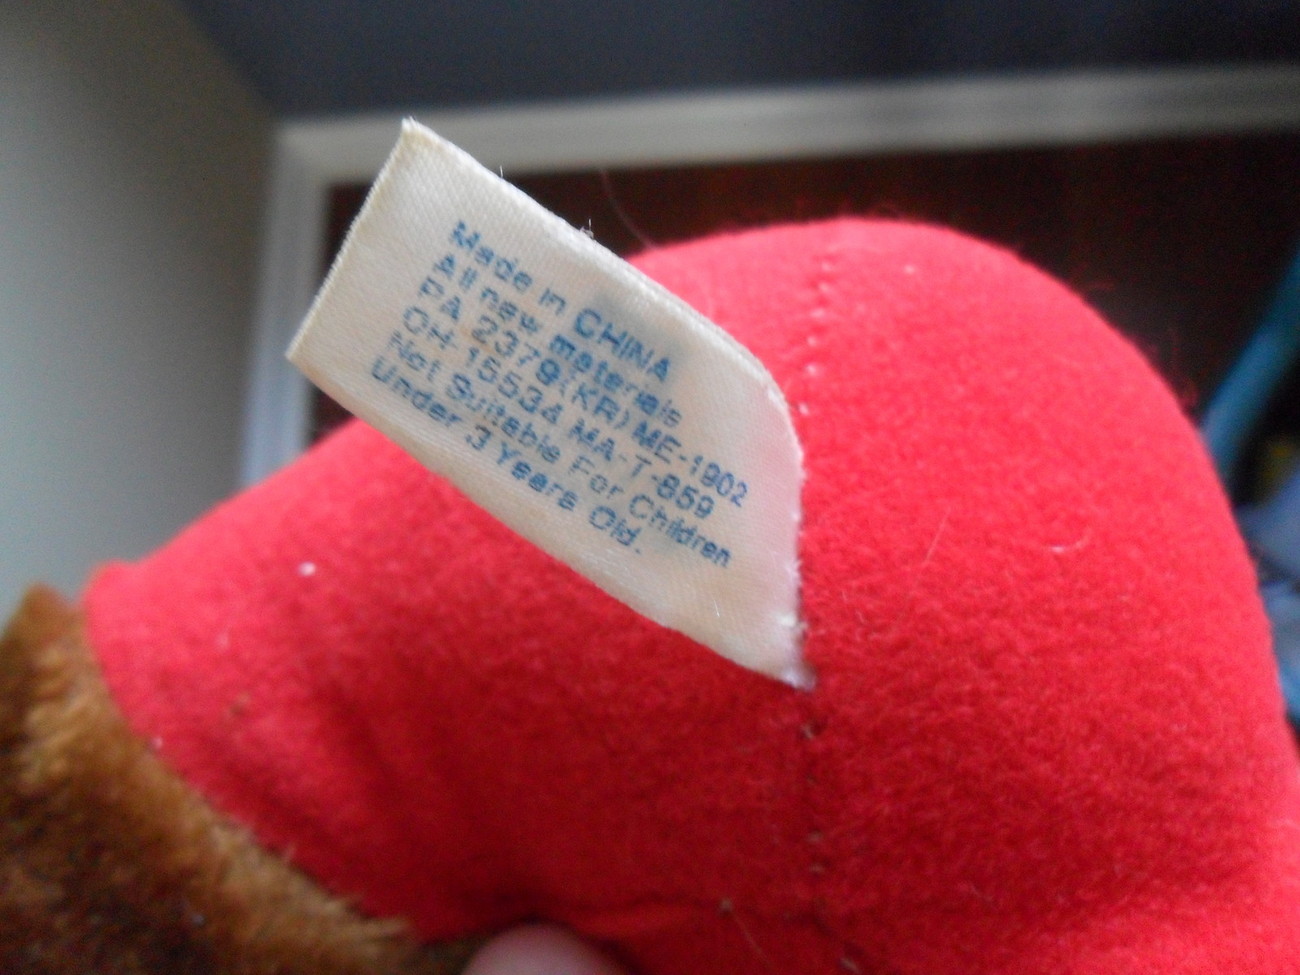 Made in CHINA
All new meterials
PA 2379(KR) ME-1902
OH-15534 MA-T-859
Not Suitable For Children
Under 3 Years Old.